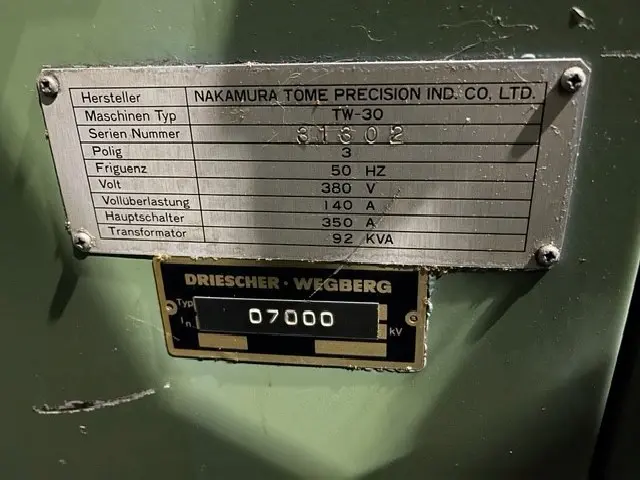 Hersteller NAKAMURA TOME PRECISION IND. CO, LTD.
Maschinen Typ TW-30
Serien Nummer 81602
Polig 3
Friguenz 50 HZ
Volt 380 V
Vollüberlastung 140 A
Hauptschalter 350 A
Transformator 92 KVA
DRIESCHER · WEGBERG
Typ
07000
In kV